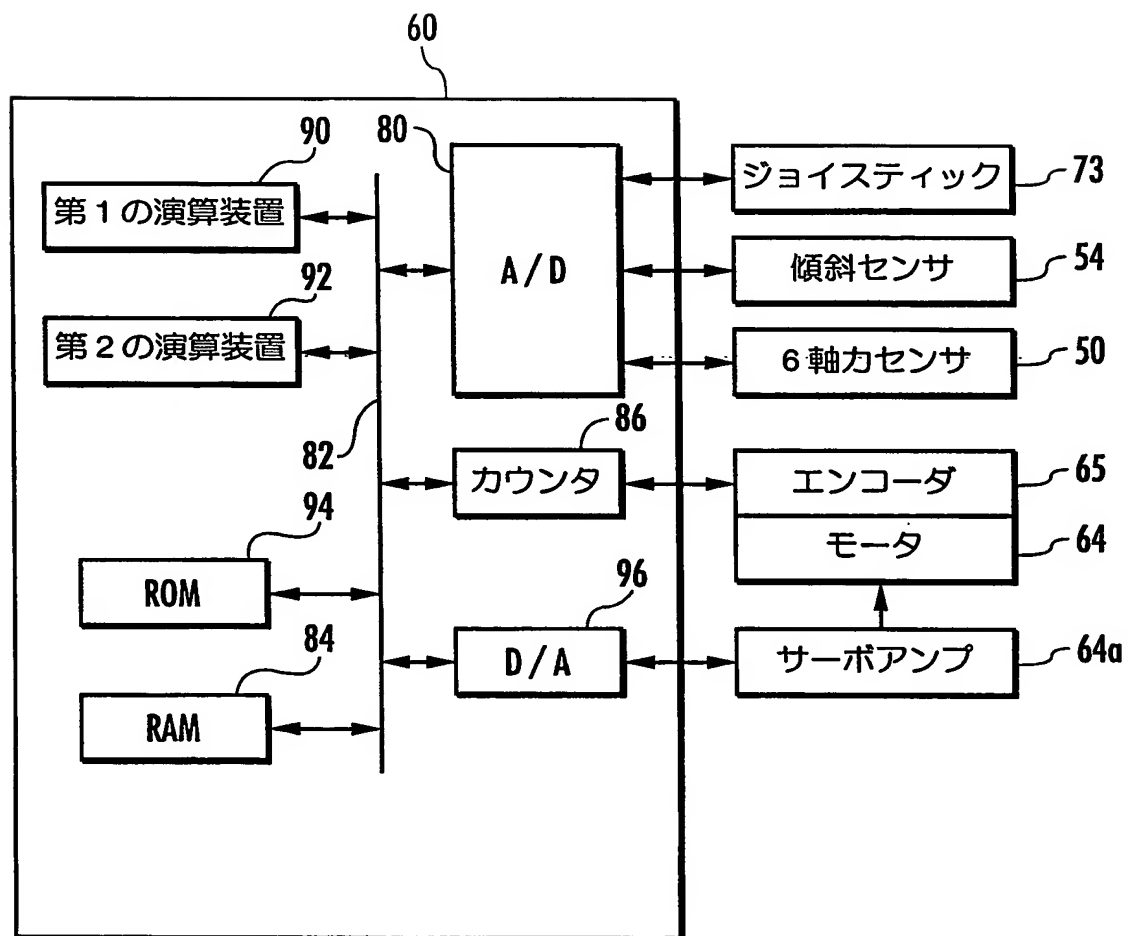 60
90
第1の演算装置
92
第2の演算装置
82
94
ROM
84
RAM
80
A/D
86
カウンタ
96
D/A
ジョイスティック 73
傾斜センサ 54
6軸力センサ 50
エンコーダ 65
モータ 64
サーボアンプ 64a